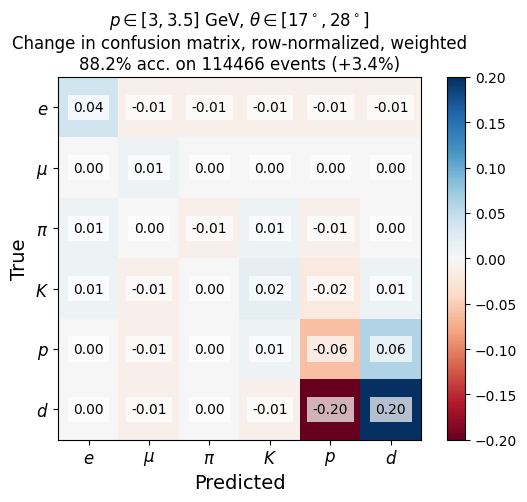 p ∈ [3, 3.5] GeV, θ ∈ [17°, 28°]
Change in confusion matrix, row-normalized, weighted
88.2% acc. on 114466 events (+3.4%)
e 0.04 -0.01 -0.01 -0.01 -0.01 -0.01
μ 0.00 0.01 0.00 0.00 0.00 0.00
π 0.01 0.00 -0.01 0.01 -0.01 0.00
K 0.01 -0.01 0.00 0.02 -0.02 0.01
p 0.00 -0.01 0.00 0.01 -0.06 0.06
d 0.00 -0.01 0.00 -0.01 -0.20 0.20
e μ π K p d
Predicted
True
0.20
0.15
0.10
0.05
0.00
−0.05
−0.10
−0.15
−0.20